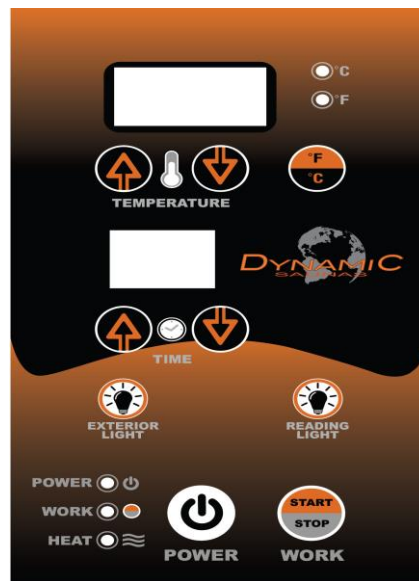 °C
°F
°F
°C
TEMPERATURE
DYNAMIC
SAUNAS
TIME
EXTERIOR
LIGHT
READING
LIGHT
POWER
WORK
HEAT
START
STOP
POWER
WORK